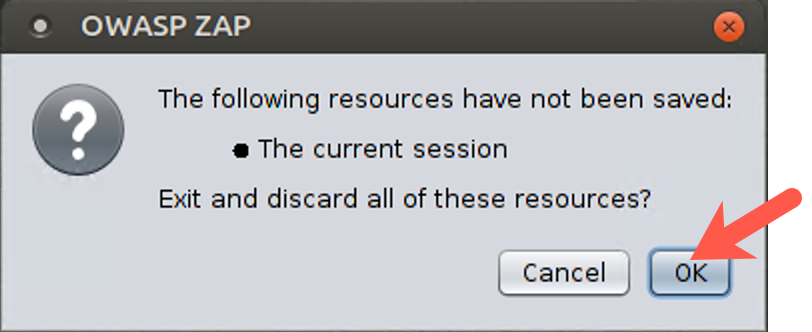 OWASP ZAP
The following resources have not been saved:
● The current session
Exit and discard all of these resources?
Cancel OK